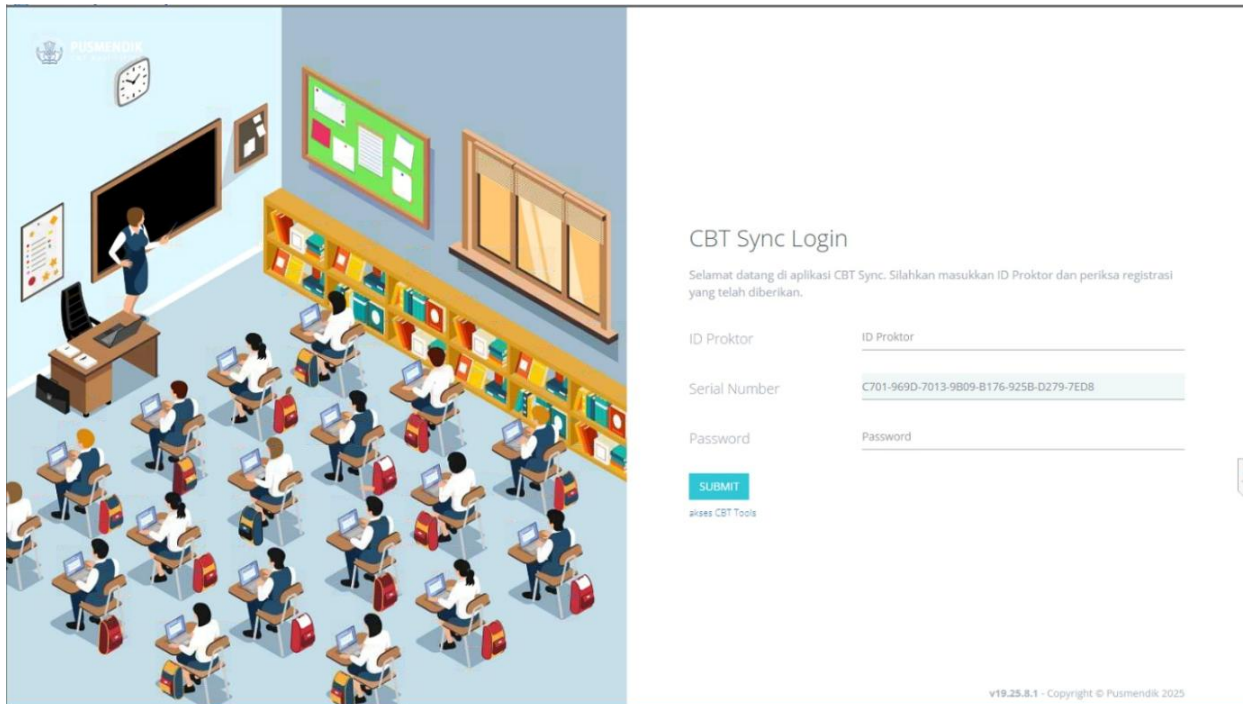 PUSMENDIK
CBT Sync Login
Selamat datang di aplikasi CBT Sync. Silahkan masukkan ID Proktor dan periksa registrasi
yang telah diberikan.
ID Proktor
ID Proktor
Serial Number
C701-969D-7013-9B09-B176-925B-D279-7ED8
Password
Password
SUBMIT
akses CBT Tools
v19.25.8.1 - Copyright © Pusmendik 2025